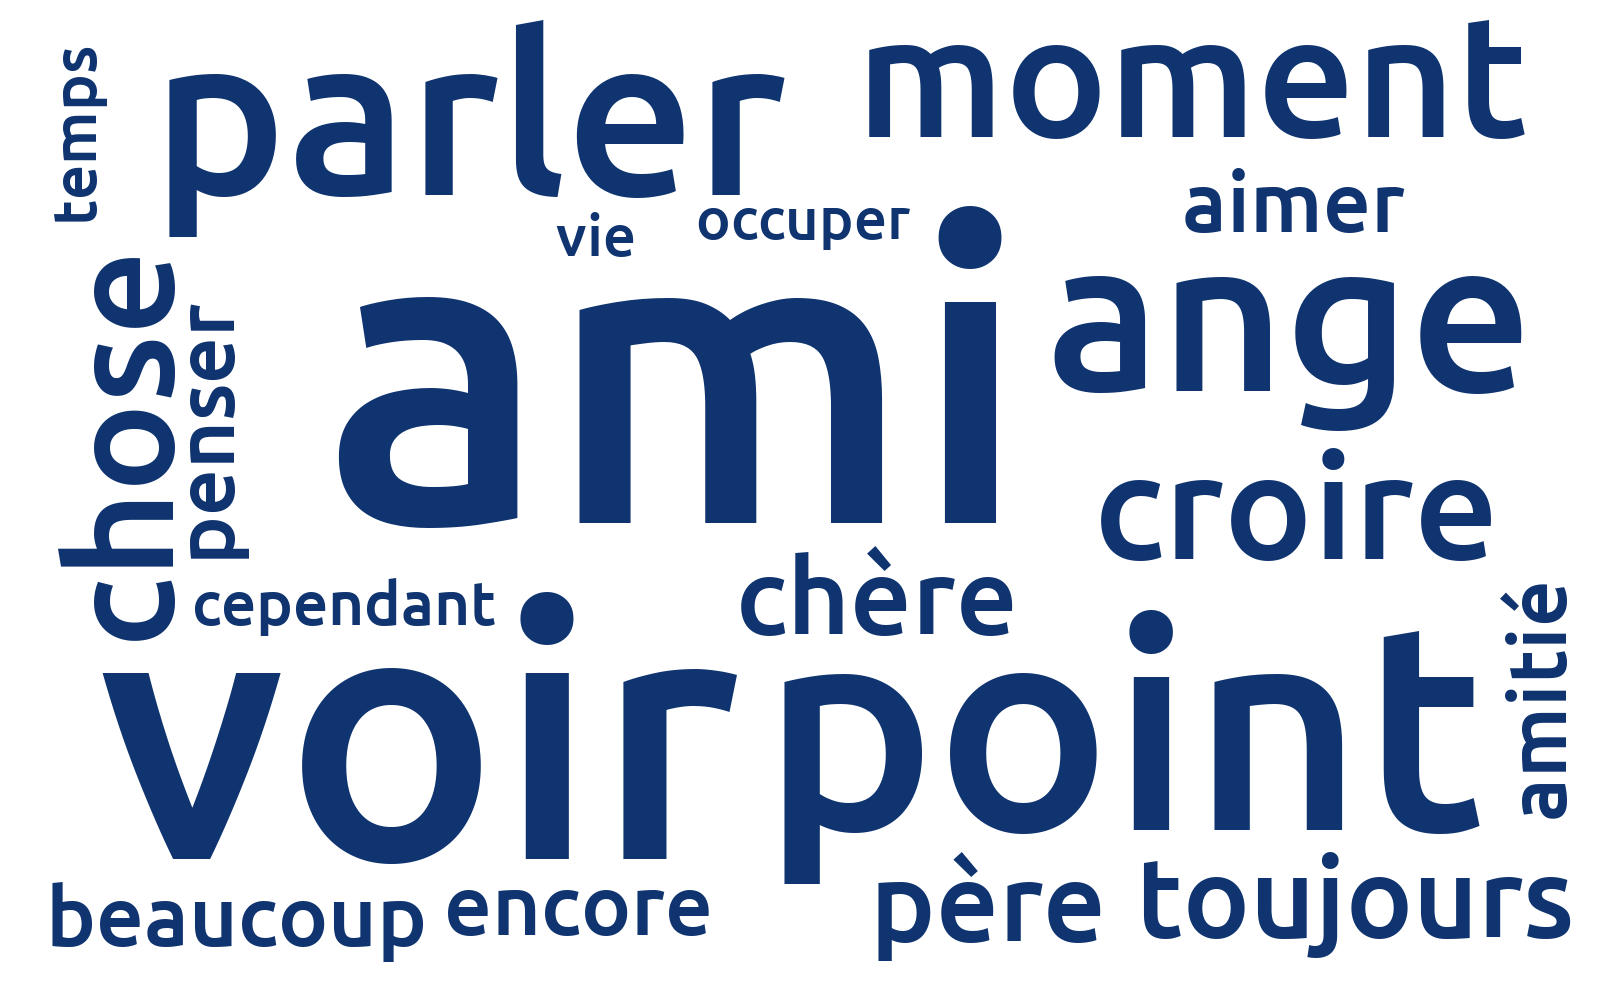 temps
parler
moment
aimer
vie
occuper
ami
ange
chose
penser
croire
cependant
chère
amitié
voir
point
beaucoup
encore
père
toujours